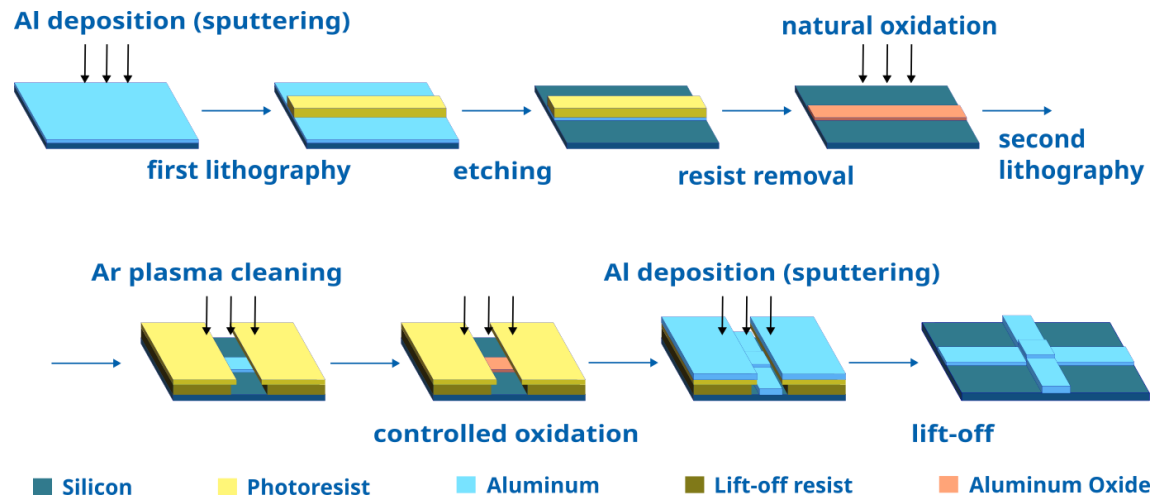 Al deposition (sputtering)
natural oxidation
first lithography
etching
resist removal
second
lithography
Ar plasma cleaning
Al deposition (sputtering)
controlled oxidation
lift-off
Silicon
Photoresist
Aluminum
Lift-off resist
Aluminum Oxide